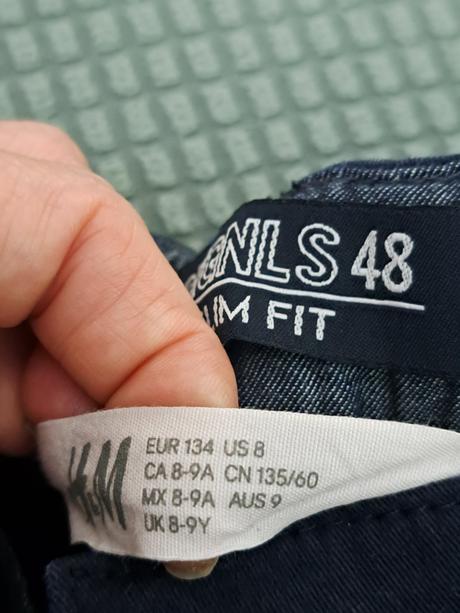 GNLS 48
LIM FIT
H&M
EUR 134 US 8
CA 8-9A CN 135/60
MX 8-9A AUS 9
UK 8-9Y